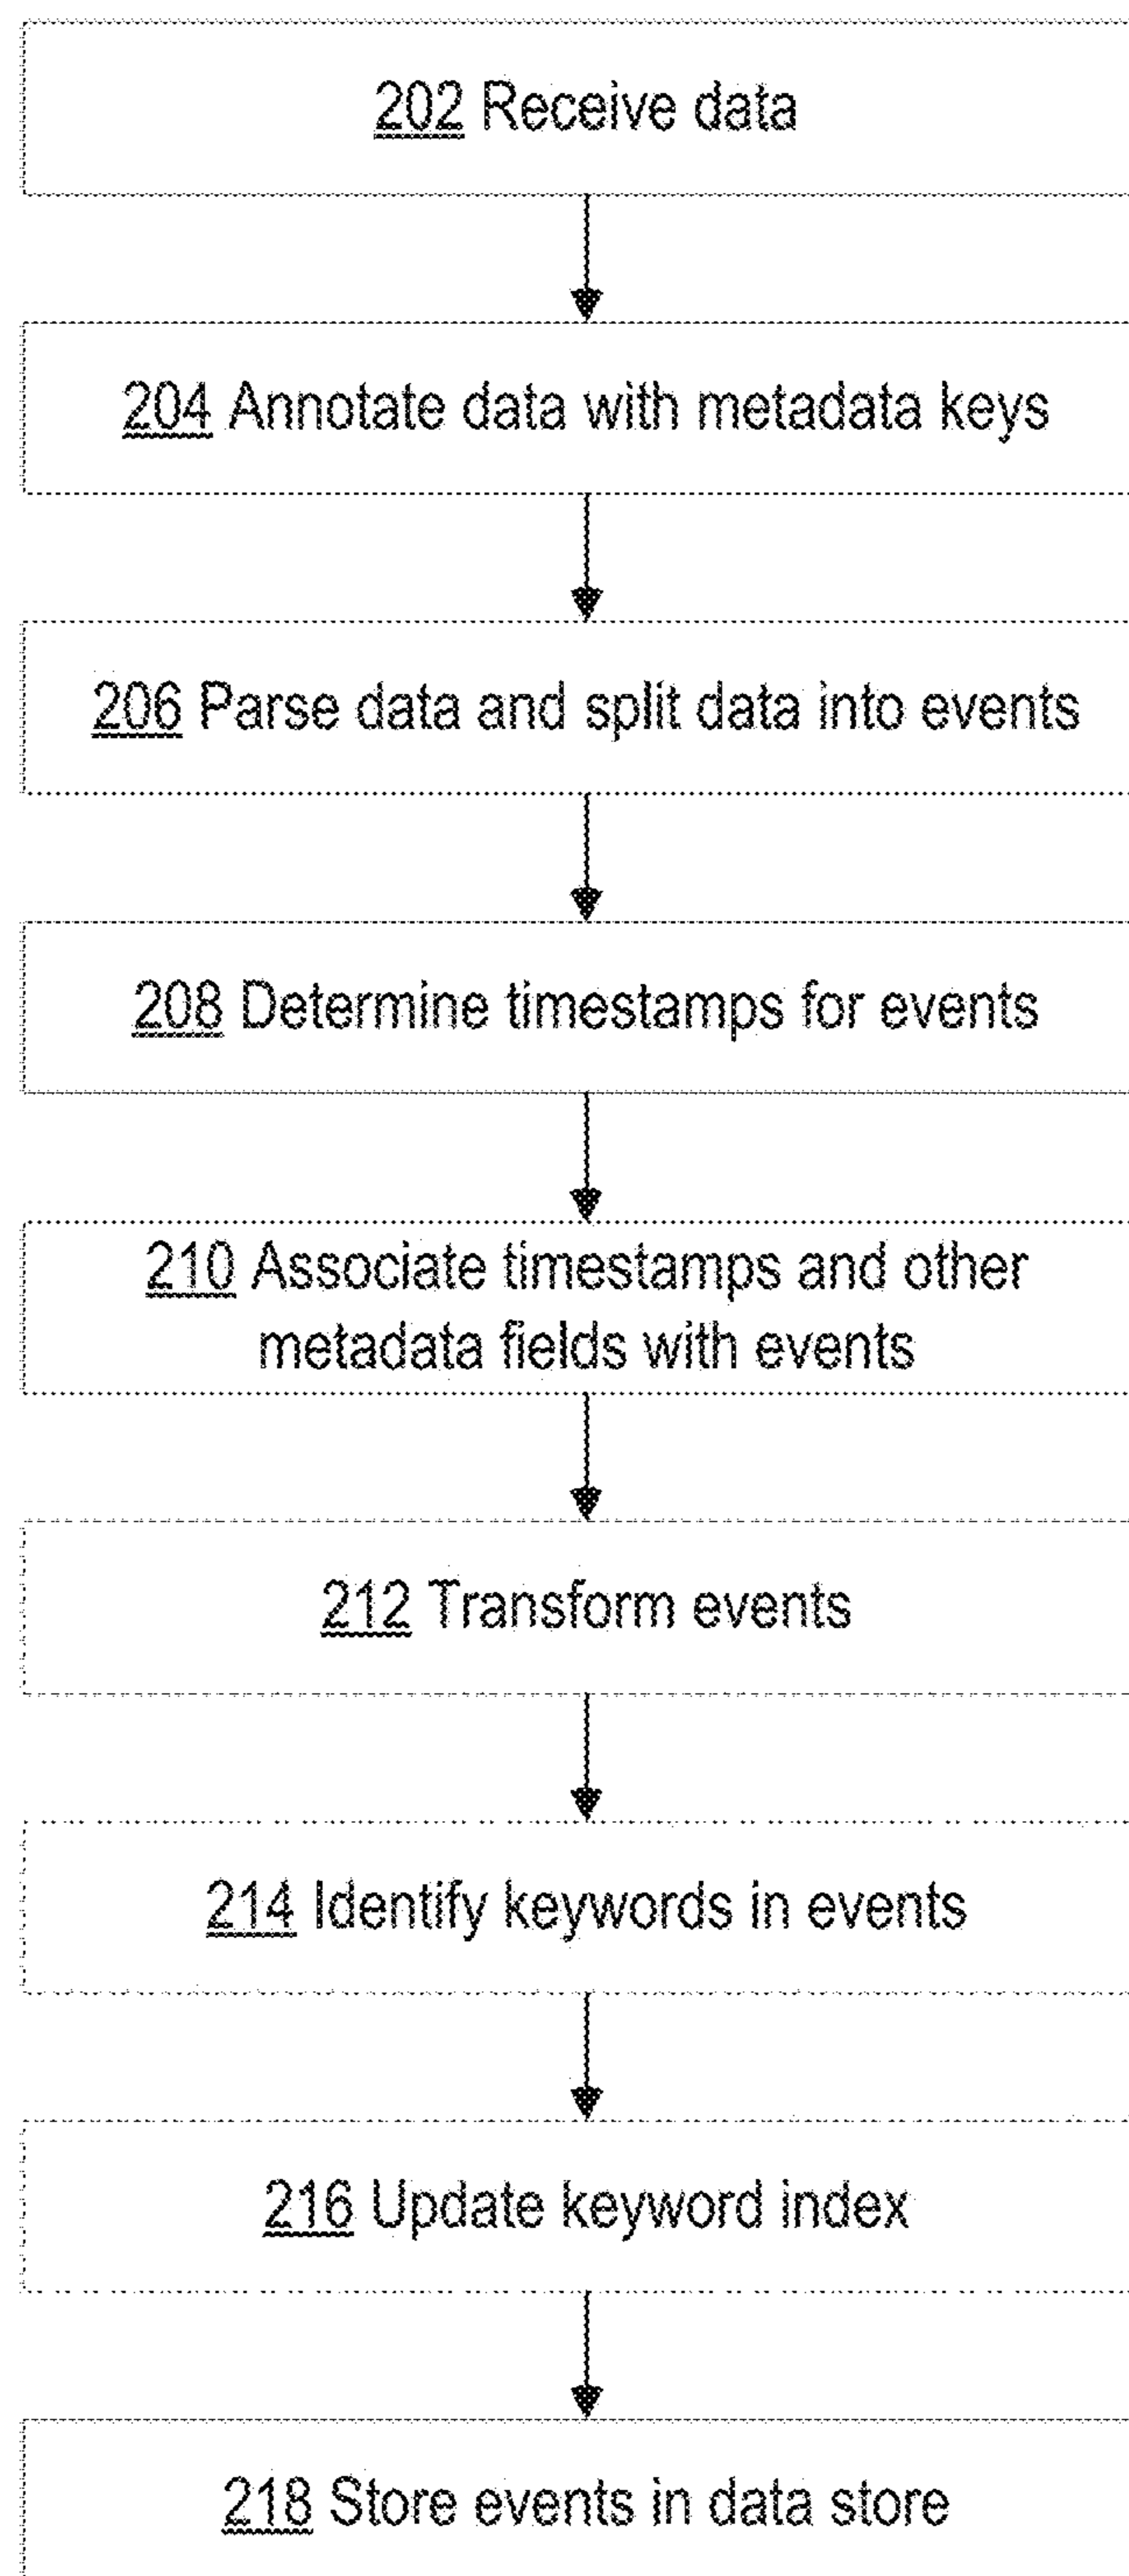 202 Receive data
204 Annotate data with metadata keys
206 Parse data and split data into events
208 Determine timestamps for events
210 Associate timestamps and other
metadata fields with events
212 Transform events
214 Identify keywords in events
216 Update keyword index
218 Store events in data store